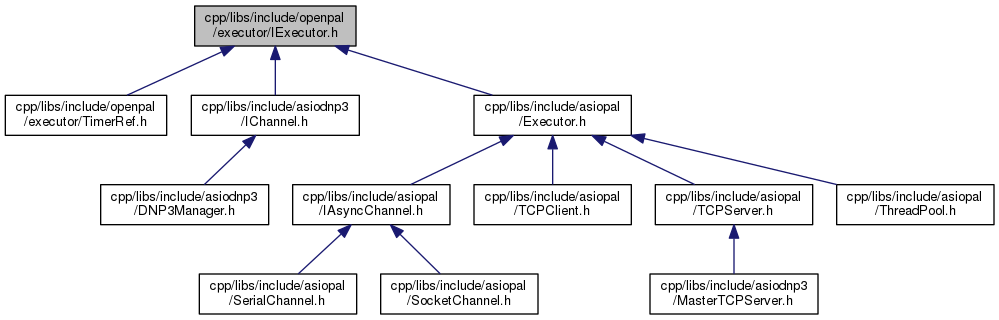 cpp/libs/include/openpal
/executor/IExecutor.h
cpp/libs/include/openpal
/executor/TimerRef.h
cpp/libs/include/asiodnp3
/IChannel.h
cpp/libs/include/asiopal
/Executor.h
cpp/libs/include/asiodnp3
/DNP3Manager.h
cpp/libs/include/asiopal
/IAsyncChannel.h
cpp/libs/include/asiopal
/TCPClient.h
cpp/libs/include/asiopal
/TCPServer.h
cpp/libs/include/asiopal
/ThreadPool.h
cpp/libs/include/asiopal
/SerialChannel.h
cpp/libs/include/asiopal
/SocketChannel.h
cpp/libs/include/asiodnp3
/MasterTCPServer.h